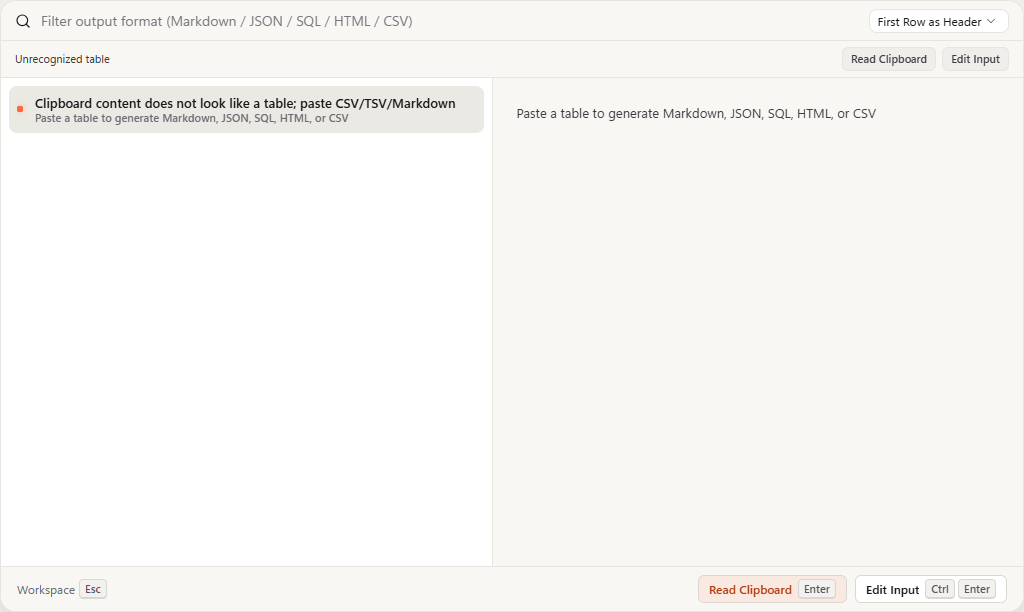 Filter output format (Markdown / JSON / SQL / HTML / CSV)
First Row as Header
Unrecognized table
Read Clipboard
Edit Input
Clipboard content does not look like a table; paste CSV/TSV/Markdown
Paste a table to generate Markdown, JSON, SQL, HTML, or CSV
Paste a table to generate Markdown, JSON, SQL, HTML, or CSV
Workspace Esc
Read Clipboard Enter
Edit Input Ctrl Enter